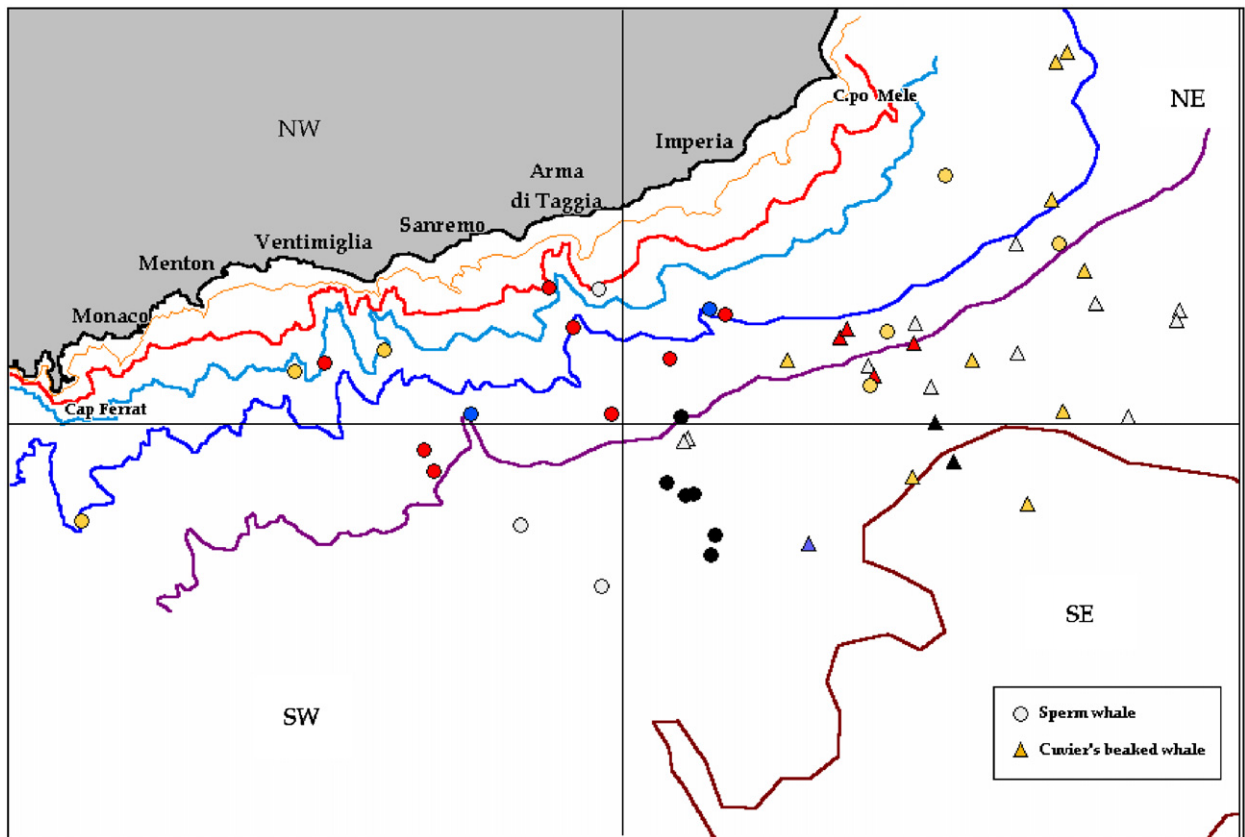 C.po Mele
NE
NW
Imperia
Arma
di Taggia
Sanremo
Ventimiglia
Menton
Monaco
Cap Ferrat
SE
SW
Sperm whale
Cuvier's beaked whale